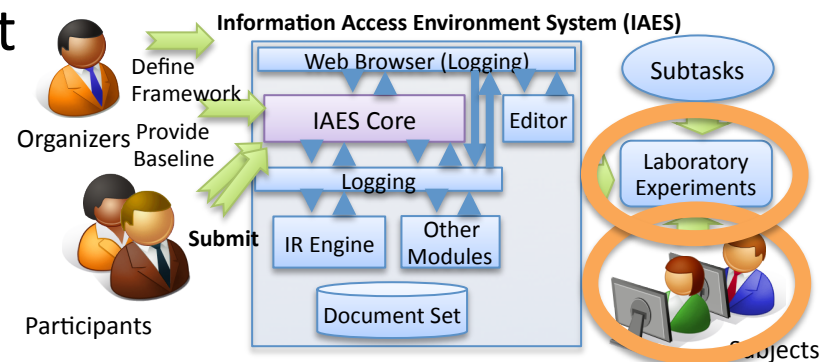 t
Information Access Environment System (IAES)
Web Browser (Logging)
Define
Framework
Subtasks
IAES Core
Editor
Organizers
Provide
Baseline
Laboratory
Experiments
Logging
Submit
IR Engine
Other
Modules
Document Set
Participants
Subjects